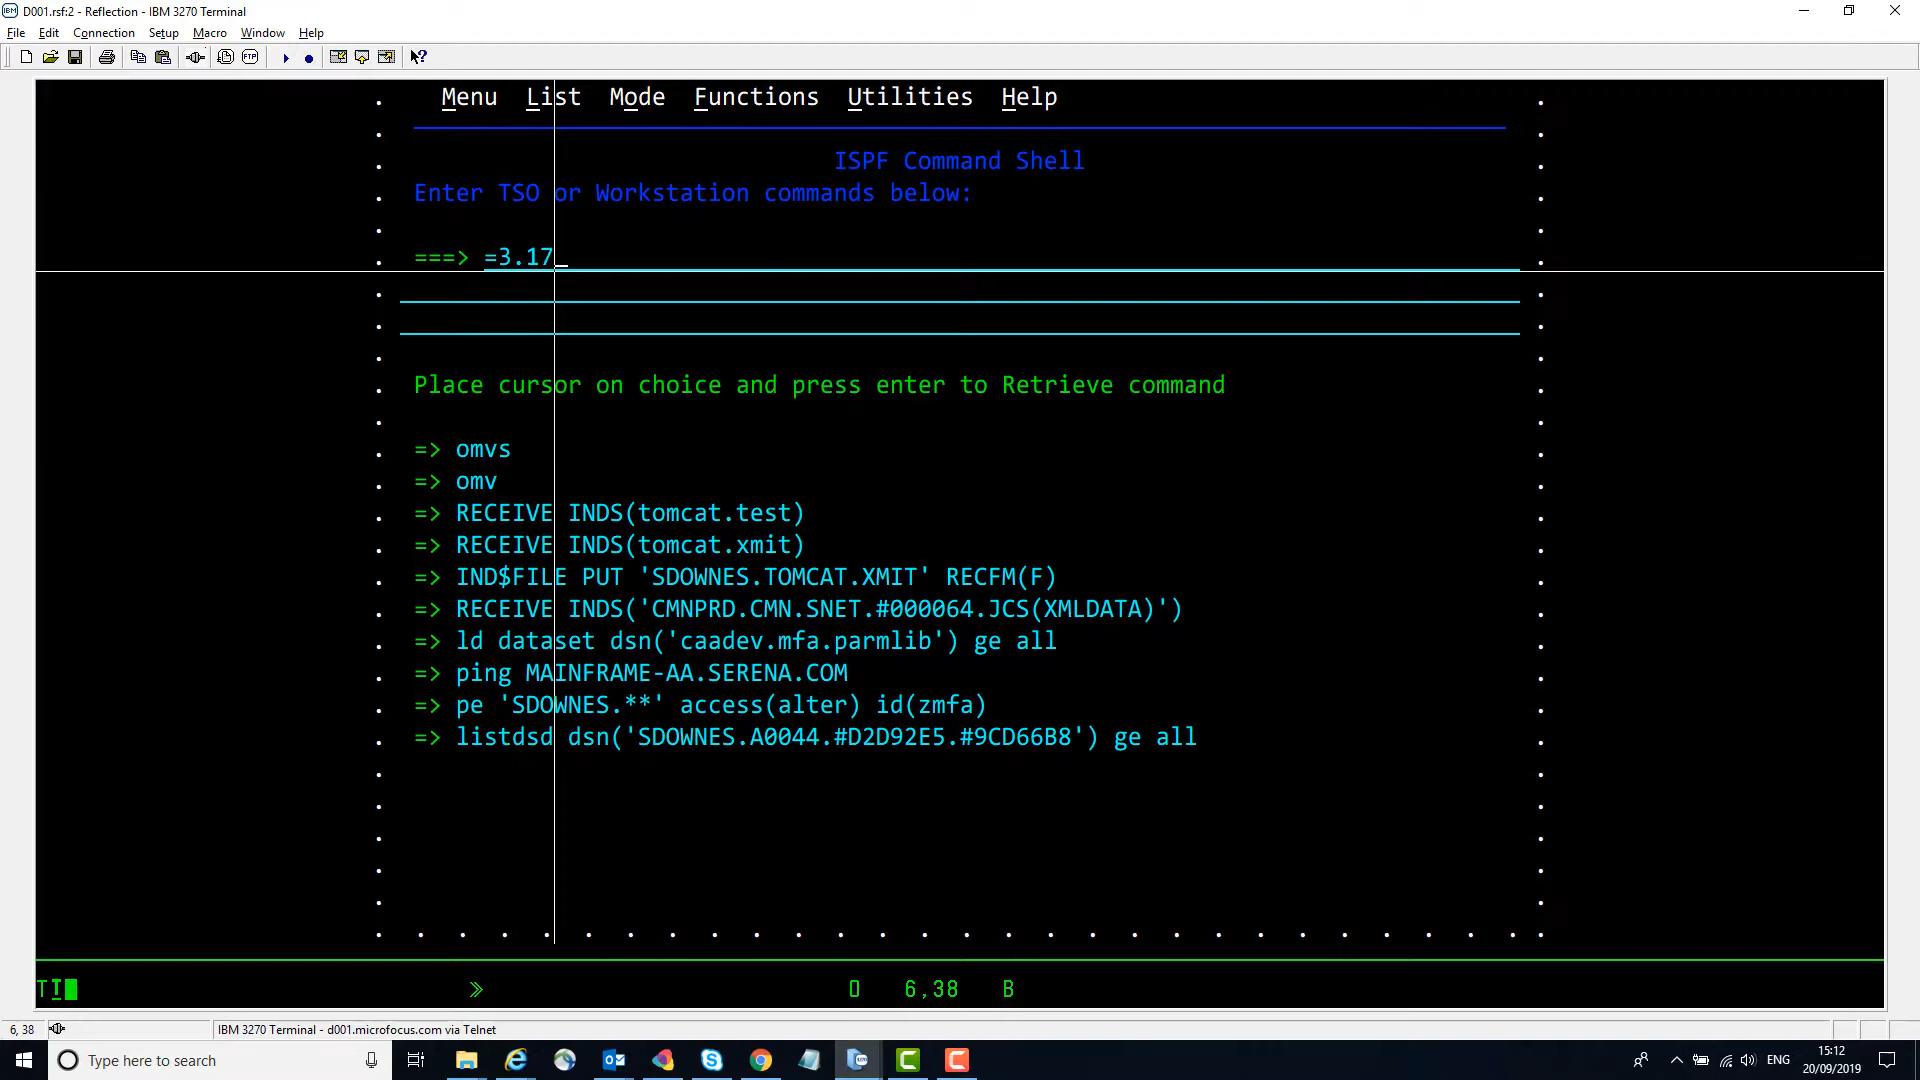 D001.rsf:2 - Reflection - IBM 3270 Terminal
File Edit Connection Setup Macro Window Help
Menu List Mode Functions Utilities Help
ISPF Command Shell
Enter TSO or Workstation commands below:
===> =3.17_
Place cursor on choice and press enter to Retrieve command
=> omvs
=> omv
=> RECEIVE INDS(tomcat.test)
=> RECEIVE INDS(tomcat.xmit)
=> IND$FILE PUT 'SDOWNES.TOMCAT.XMIT' RECFM(F)
=> RECEIVE INDS('CMNPRD.CMN.SNET.#000064.JCS(XMLDATA)')
=> ld dataset dsn('caadev.mfa.parmlib') ge all
=> ping MAINFRAME-AA.SERENA.COM
=> pe 'SDOWNES.**' access(alter) id(zmfa)
=> listdsd dsn('SDOWNES.A0044.#D2D92E5.#9CD66B8') ge all
O 6,38 B
6, 38 IBM 3270 Terminal - d001.microfocus.com via Telnet
Type here to search
ENG
15:12
20/09/2019